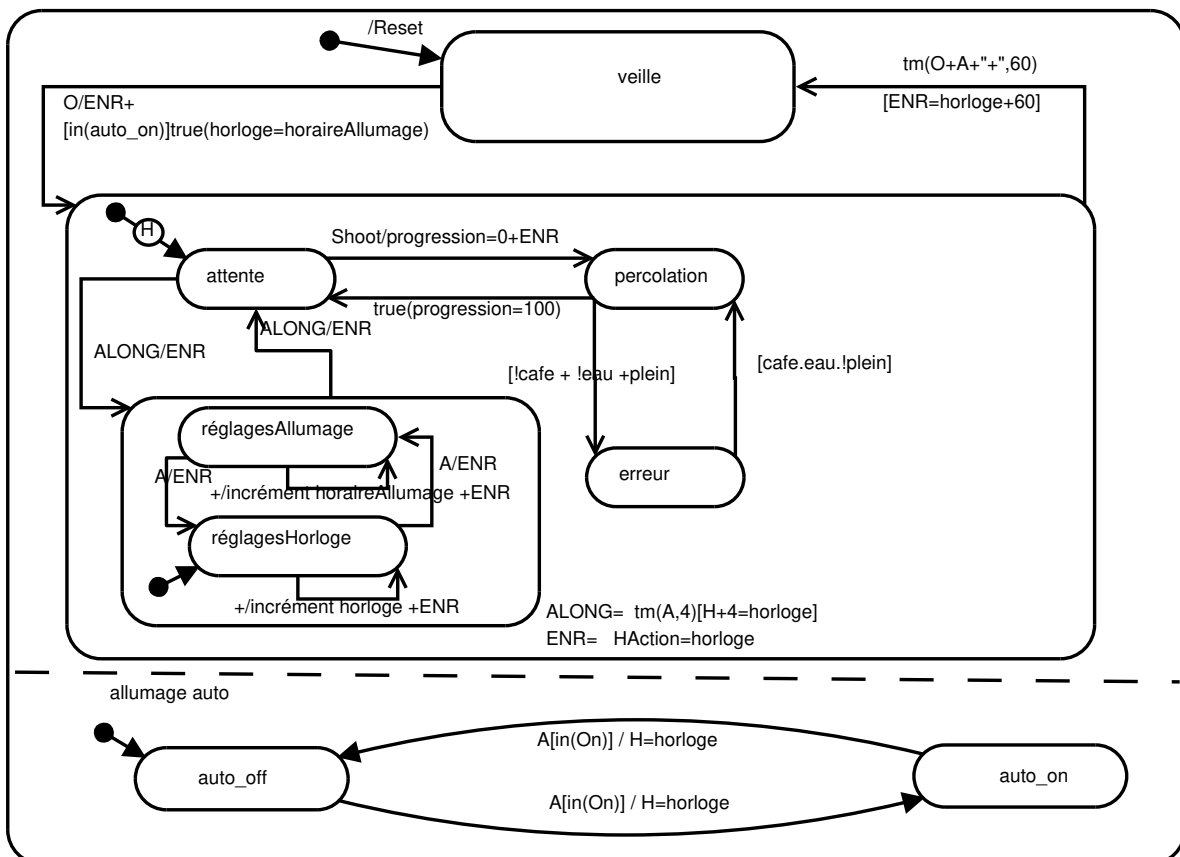 /Reset
veille
tm(O+A+"+",60)
[ENR=horloge+60]
O/ENR+
[in(auto_on)]true(horloge=horaireAllumage)
H
Shoot/progression=0+ENR
attente
percolation
true(progression=100)
ALONG/ENR
ALONG/ENR
[!cafe + !eau +plein]
[cafe.eau.!plein]
réglagesAllumage
A/ENR
A/ENR
+/incrément horaireAllumage +ENR
erreur
réglagesHorloge
+/incrément horloge +ENR
ALONG=  tm(A,4)[H+4=horloge]
ENR=   HAction=horloge
allumage auto
A[in(On)] / H=horloge
auto_off
auto_on
A[in(On)] / H=horloge